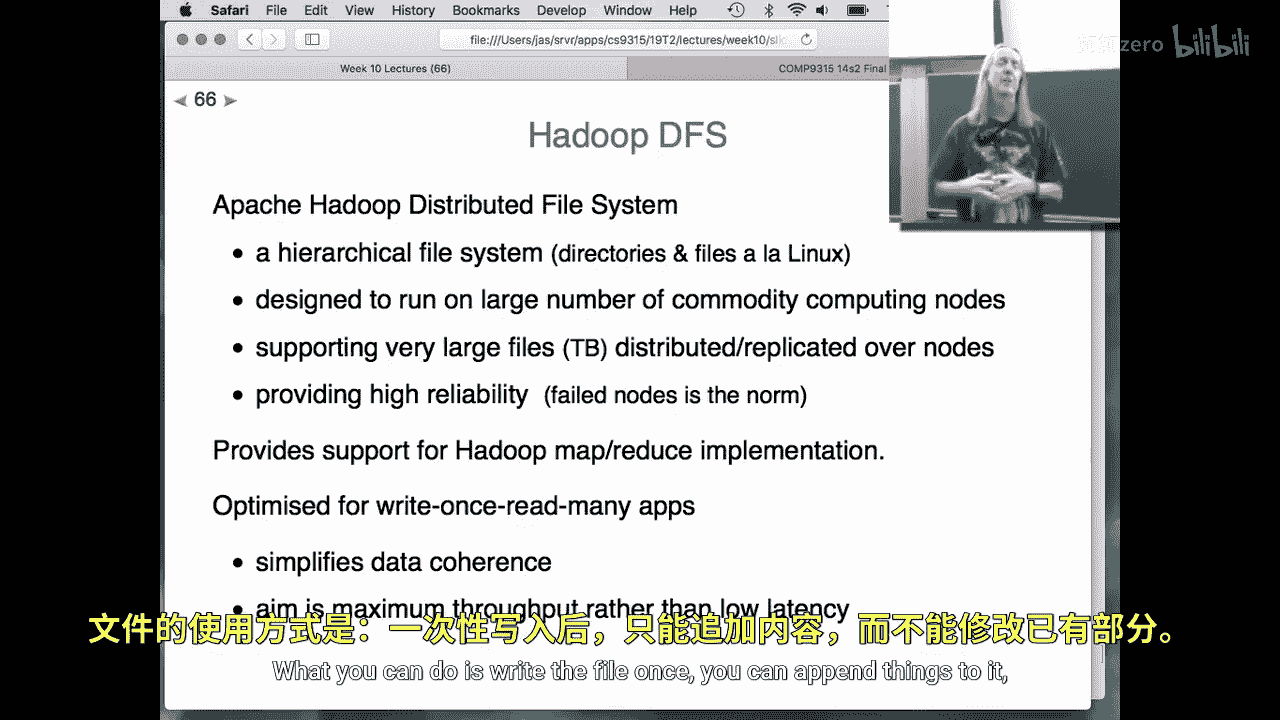 Safari File Edit View History Bookmarks Develop Window Help
file:///Users/jas/srvr/apps/cs9315/19T2/lectures/week10/sli
Week 10 Lectures (66)
COMP9315 14s2 Final
zero bilibili
66
Hadoop DFS
Apache Hadoop Distributed File System
• a hierarchical file system (directories & files a la Linux)
• designed to run on large number of commodity computing nodes
• supporting very large files (TB) distributed/replicated over nodes
• providing high reliability (failed nodes is the norm)
Provides support for Hadoop map/reduce implementation.
Optimised for write-once-read-many apps
• simplifies data coherence
• aim is maximum throughput rather than low latency
文件的使用方式是：一次性写入后，只能追加内容，而不能修改已有部分。
What you can do is write the file once, you can append things to it,